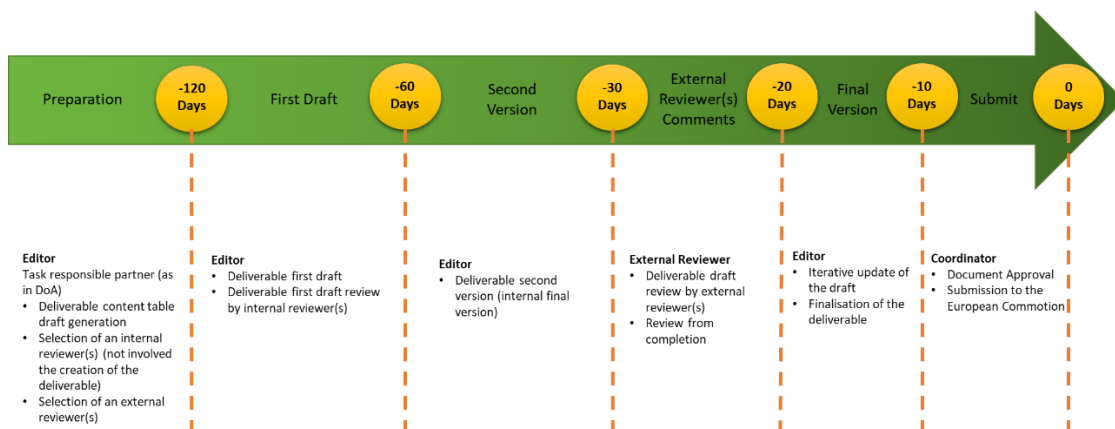 Preparation
-120
Days
First Draft
-60
Days
Second
Version
-30
Days
External
Reviewer(s)
Comments
-20
Days
Final
Version
-10
Days
Submit
0
Days
Editor
Task responsible partner (as
in DoA)
• Deliverable content table
draft generation
• Selection of an internal
reviewer(s) (not involved
the creation of the
deliverable)
• Selection of an external
reviewer(s)
Editor
• Deliverable first draft
• Deliverable first draft review
by internal reviewer(s)
Editor
• Deliverable second
version (internal final
version)
External Reviewer
• Deliverable draft
review by external
reviewer(s)
• Review from
completion
Editor
• Iterative update of
the draft
• Finalisation of the
deliverable
Coordinator
• Document Approval
• Submission to the
European Commotion